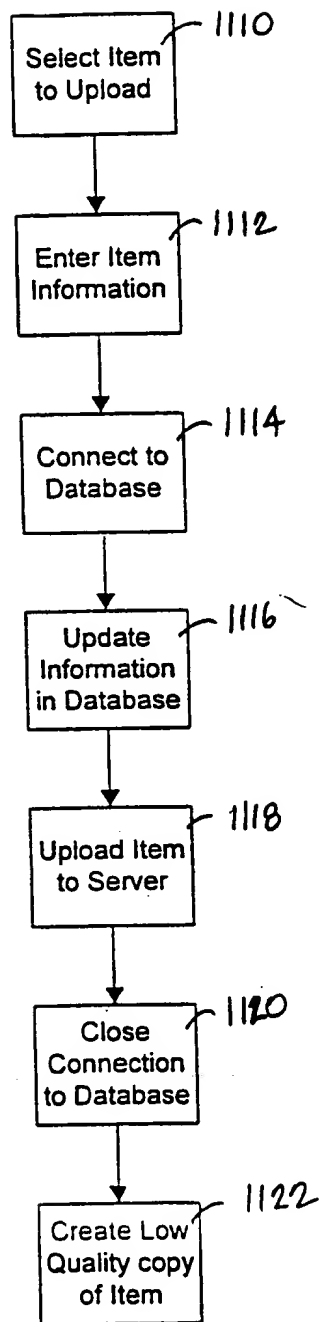 1110
Select Item
to Upload
1112
Enter Item
Information
1114
Connect to
Database
1116
Update
Information
in Database
1118
Upload Item
to Server
1120
Close
Connection
to Database
1122
Create Low
Quality copy
of Item